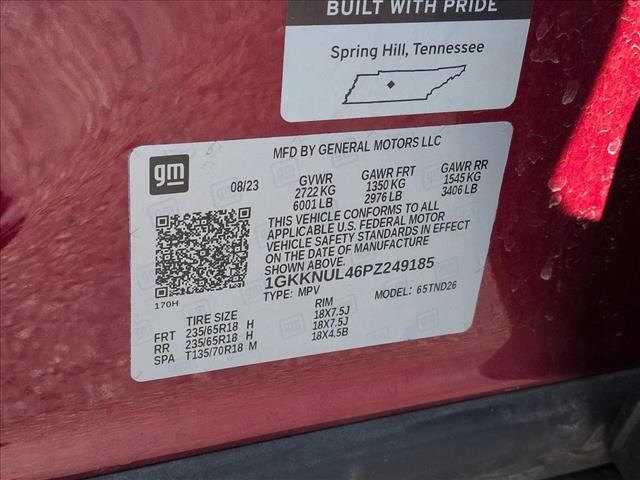 BUILT WITH PRIDE
Spring Hill, Tennessee
gm
MFD BY GENERAL MOTORS LLC
08/23
GVWR GAWR FRT GAWR RR
2722 KG 1350 KG 1545 KG
6001 LB 2976 LB 3406 LB
THIS VEHICLE CONFORMS TO ALL
APPLICABLE U.S. FEDERAL MOTOR
VEHICLE SAFETY STANDARDS IN EFFECT
ON THE DATE OF MANUFACTURE
SHOWN ABOVE.
1GKKNUL46PZ249185
TYPE: MPV MODEL: 65TND26
170H
TIRE SIZE RIM
FRT 235/65R18 H 18X7.5J
RR 235/65R18 H 18X7.5J
SPA T135/70R18 M 18X4.5B